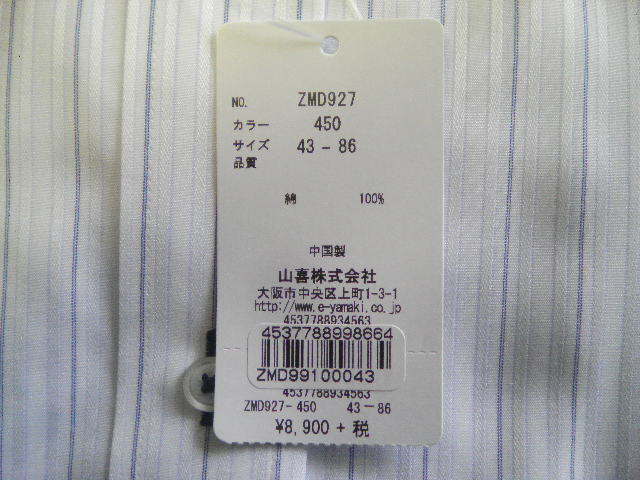 NO. ZMD927
カラー 450
サイズ 43 - 86
品質
綿 100%
中国製
山喜株式会社
大阪市中央区上町1-3-1
http://www.e-yamaki.co.jp
4537788934563
4537788998664
ZMD99100043
4537788934563
ZMD927-450 43-86
¥8,900 + 税